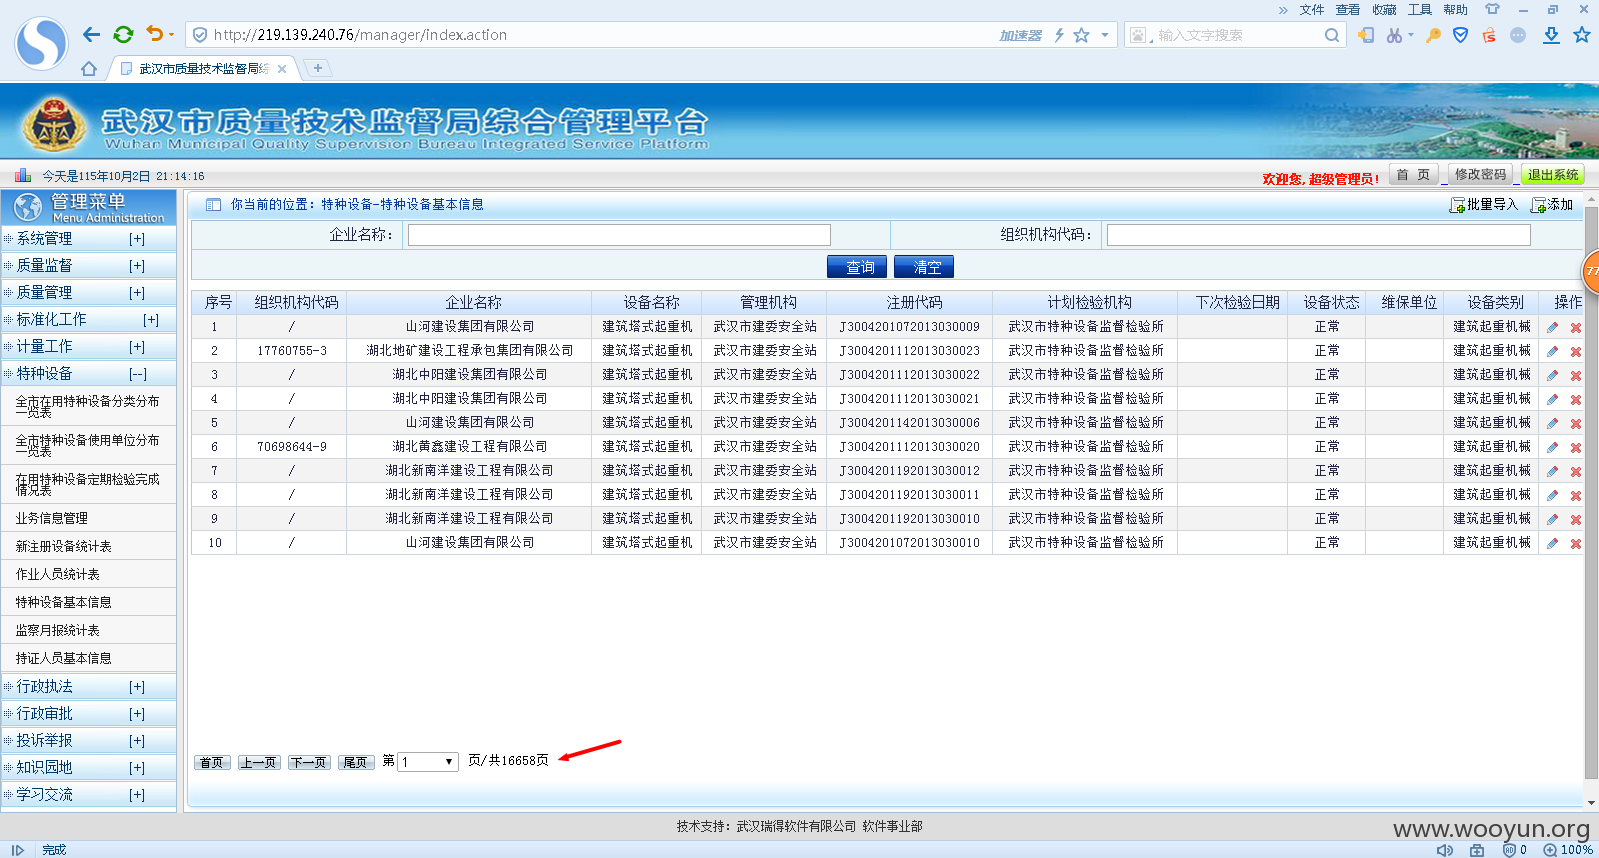 » 文件 查看 收藏 工具 帮助
http://219.139.240.76/manager/index.action 加速器 输入文字搜索
武汉市质量技术监督局综
武汉市质量技术监督局综合管理平台
Wuhan Municipal Quality Supervision Bureau Integrated Service Platform
今天是115年10月2日 21:14:16 欢迎您, 超级管理员! 首 页 修改密码 退出系统
管理菜单
Menu Administration
系统管理 [+]
质量监督 [+]
质量管理 [+]
标准化工作 [+]
计量工作 [+]
特种设备 [--]
全市在用特种设备分类分布
一览表
全市特种设备使用单位分布
一览表
在用特种设备定期检验完成
情况表
业务信息管理
新注册设备统计表
作业人员统计表
特种设备基本信息
监察月报统计表
持证人员基本信息
行政执法 [+]
行政审批 [+]
投诉举报 [+]
知识园地 [+]
学习交流 [+]
你当前的位置：特种设备-特种设备基本信息 批量导入 添加
企业名称： 组织机构代码：
查询 清空
序号 组织机构代码 企业名称 设备名称 管理机构 注册代码 计划检验机构 下次检验日期 设备状态 维保单位 设备类别 操作
1 / 山河建设集团有限公司 建筑塔式起重机 武汉市建委安全站 J3004201072013030009 武汉市特种设备监督检验所 正常 建筑起重机械
2 17760755-3 湖北地矿建设工程承包集团有限公司 建筑塔式起重机 武汉市建委安全站 J3004201112013030023 武汉市特种设备监督检验所 正常 建筑起重机械
3 / 湖北中阳建设集团有限公司 建筑塔式起重机 武汉市建委安全站 J3004201112013030022 武汉市特种设备监督检验所 正常 建筑起重机械
4 / 湖北中阳建设集团有限公司 建筑塔式起重机 武汉市建委安全站 J3004201112013030021 武汉市特种设备监督检验所 正常 建筑起重机械
5 / 山河建设集团有限公司 建筑塔式起重机 武汉市建委安全站 J3004201142013030006 武汉市特种设备监督检验所 正常 建筑起重机械
6 70698644-9 湖北黄鑫建设工程有限公司 建筑塔式起重机 武汉市建委安全站 J3004201112013030020 武汉市特种设备监督检验所 正常 建筑起重机械
7 / 湖北新南洋建设工程有限公司 建筑塔式起重机 武汉市建委安全站 J3004201192013030012 武汉市特种设备监督检验所 正常 建筑起重机械
8 / 湖北新南洋建设工程有限公司 建筑塔式起重机 武汉市建委安全站 J3004201192013030011 武汉市特种设备监督检验所 正常 建筑起重机械
9 / 湖北新南洋建设工程有限公司 建筑塔式起重机 武汉市建委安全站 J3004201192013030010 武汉市特种设备监督检验所 正常 建筑起重机械
10 / 山河建设集团有限公司 建筑塔式起重机 武汉市建委安全站 J3004201072013030010 武汉市特种设备监督检验所 正常 建筑起重机械
77
首页 上一页 下一页 尾页 第 1 页/共16658页
技术支持：武汉瑞得软件有限公司 软件事业部
www.wooyun.org
完成 0 100%